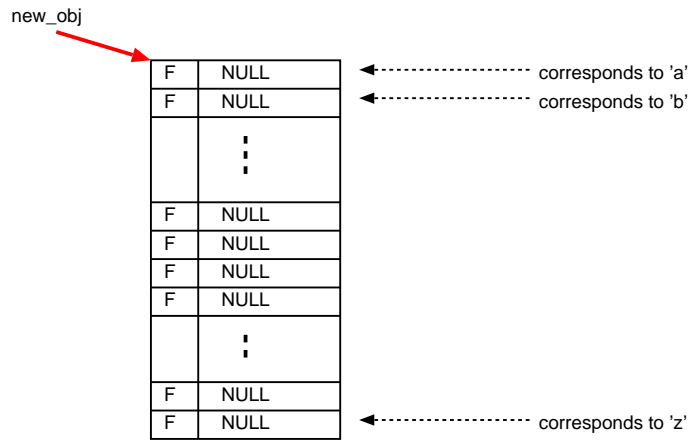 new_obj
F NULL corresponds to 'a'
F NULL corresponds to 'b'
F NULL
F NULL
F NULL
F NULL
F NULL
F NULL corresponds to 'z'